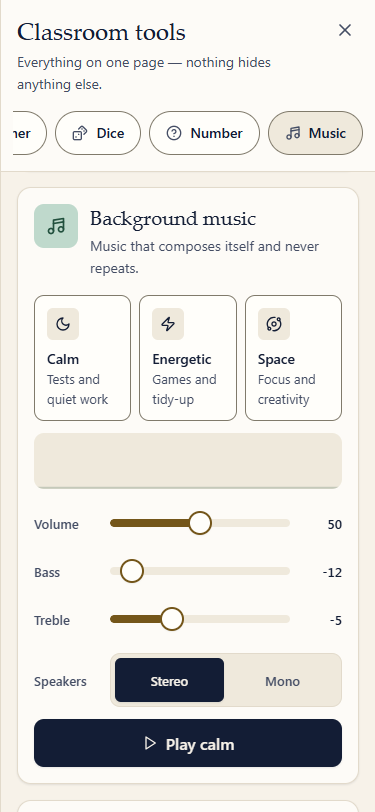 Classroom tools
Everything on one page — nothing hides
anything else.
Dice
Number
Music
Background music
Music that composes itself and never
repeats.
Calm
Tests and
quiet work
Energetic
Games and
tidy-up
Space
Focus and
creativity
Volume
50
Bass
-12
Treble
-5
Speakers
Stereo
Mono
Play calm